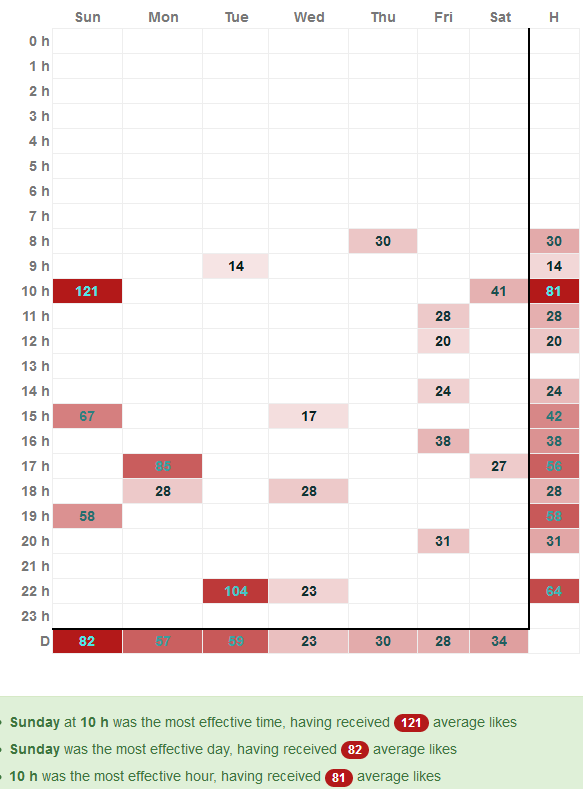 Sun Mon Tue Wed Thu Fri Sat H
0 h
1 h
2 h
3 h
4 h
5 h
6 h
7 h
8 h 30 30
9 h 14 14
10 h 121 41 81
11 h 28 28
12 h 20 20
13 h
14 h 24 24
15 h 67 17 42
16 h 38 38
17 h 85 27 56
18 h 28 28 28
19 h 58 58
20 h 31 31
21 h
22 h 104 23 64
23 h
D 82 57 59 23 30 28 34
Sunday at 10 h was the most effective time, having received 121 average likes
Sunday was the most effective day, having received 82 average likes
10 h was the most effective hour, having received 81 average likes